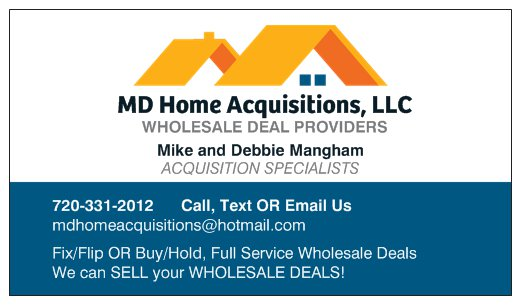 MD Home Acquisitions, LLC
WHOLESALE DEAL PROVIDERS
Mike and Debbie Mangham
ACQUISITION SPECIALISTS
720-331-2012 Call, Text OR Email Us
mdhomeacquisitions@hotmail.com
Fix/Flip OR Buy/Hold, Full Service Wholesale Deals
We can SELL your WHOLESALE DEALS!